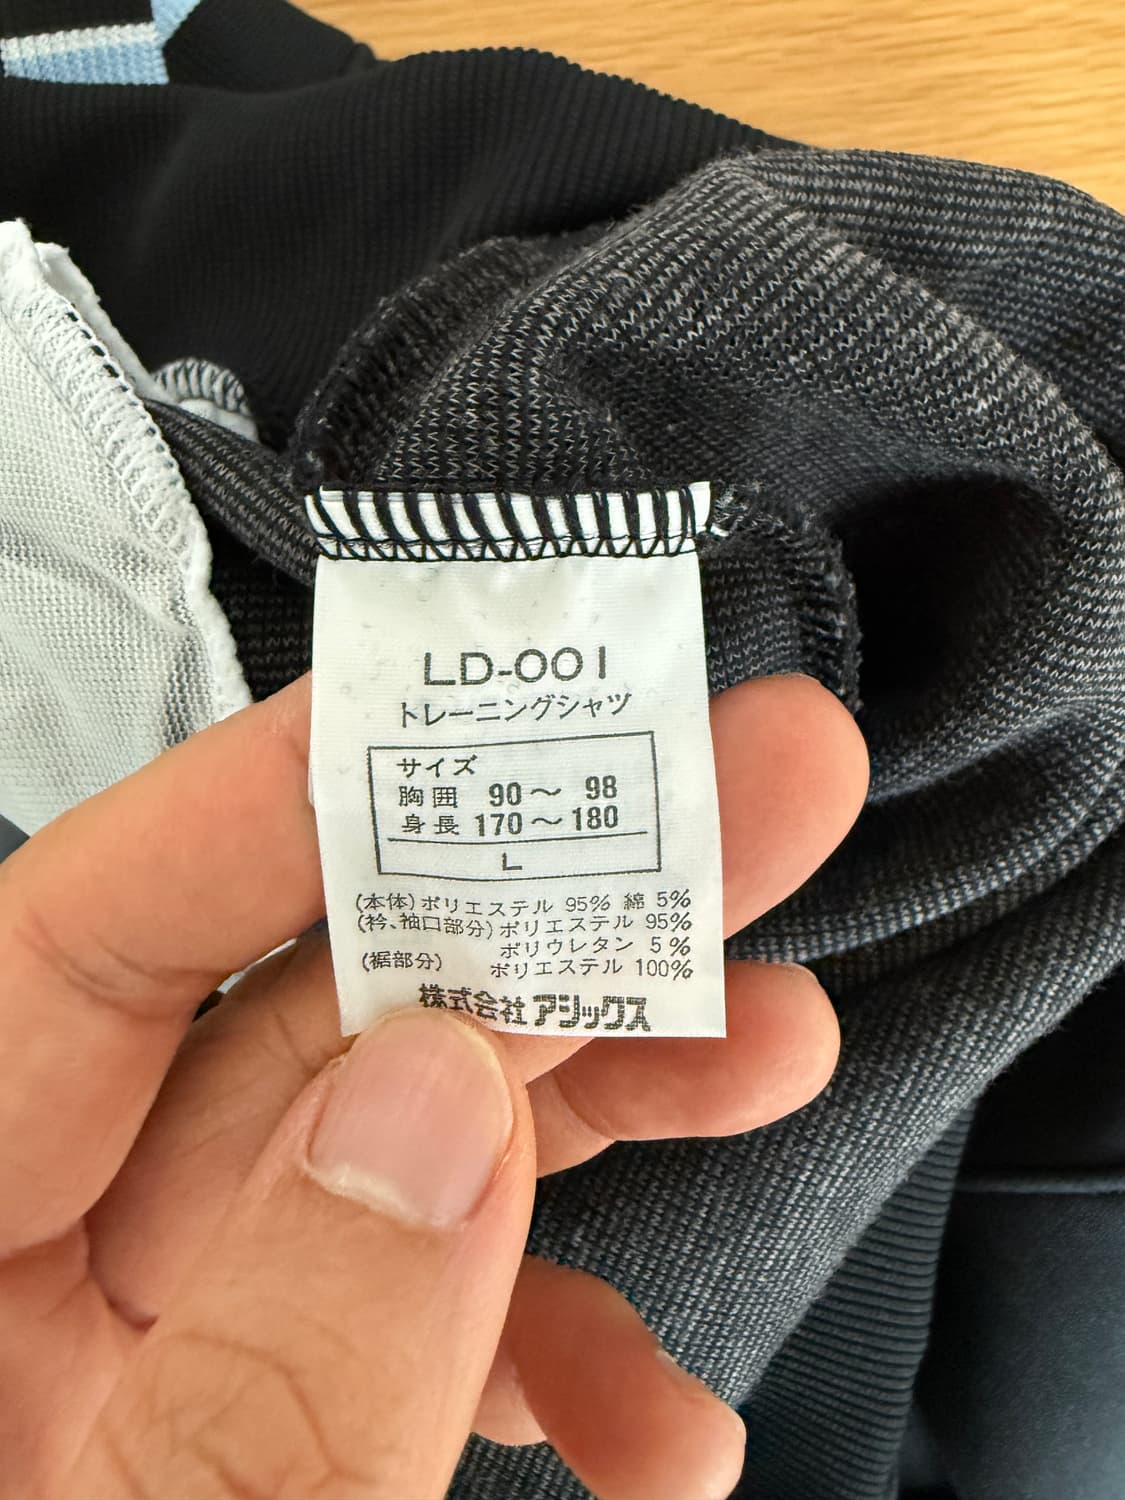 LD-001
トレーニングシャツ
サイズ
胸囲 90～98
身長 170～180
L
(本体)ポリエステル 95% 綿 5%
(衿、袖口部分)ポリエステル 95%
ポリウレタン 5%
(裾部分) ポリエステル 100%
株式会社アシックス